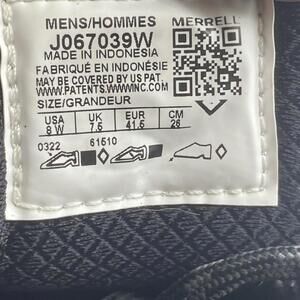 MENS/HOMMES MERRELL
J067039W
MADE IN INDONESIA
FABRIQUÉ EN INDONÉSIE
MAY BE COVERED BY US PAT.
WWW.PATENTS.WWWINC.COM
SIZE/GRANDEUR
USA UK EUR CM
8 W 7.5 41.5 26
0322 61510